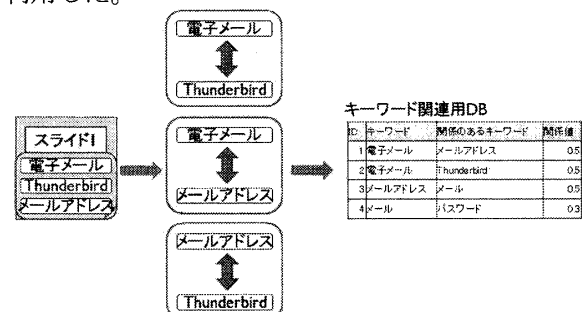 利用した。
電子メール
Thunderbird
スライド1
電子メール
Thunderbird
メールアドレス
電子メール
メールアドレス
メールアドレス
Thunderbird
キーワード関連用DB
ID キーワード 関係のあるキーワード 関係値
1 電子メール メールアドレス 0.5
2 電子メール Thunderbird 0.5
3 メールアドレス メール 0.5
4 メール パスワード 0.3